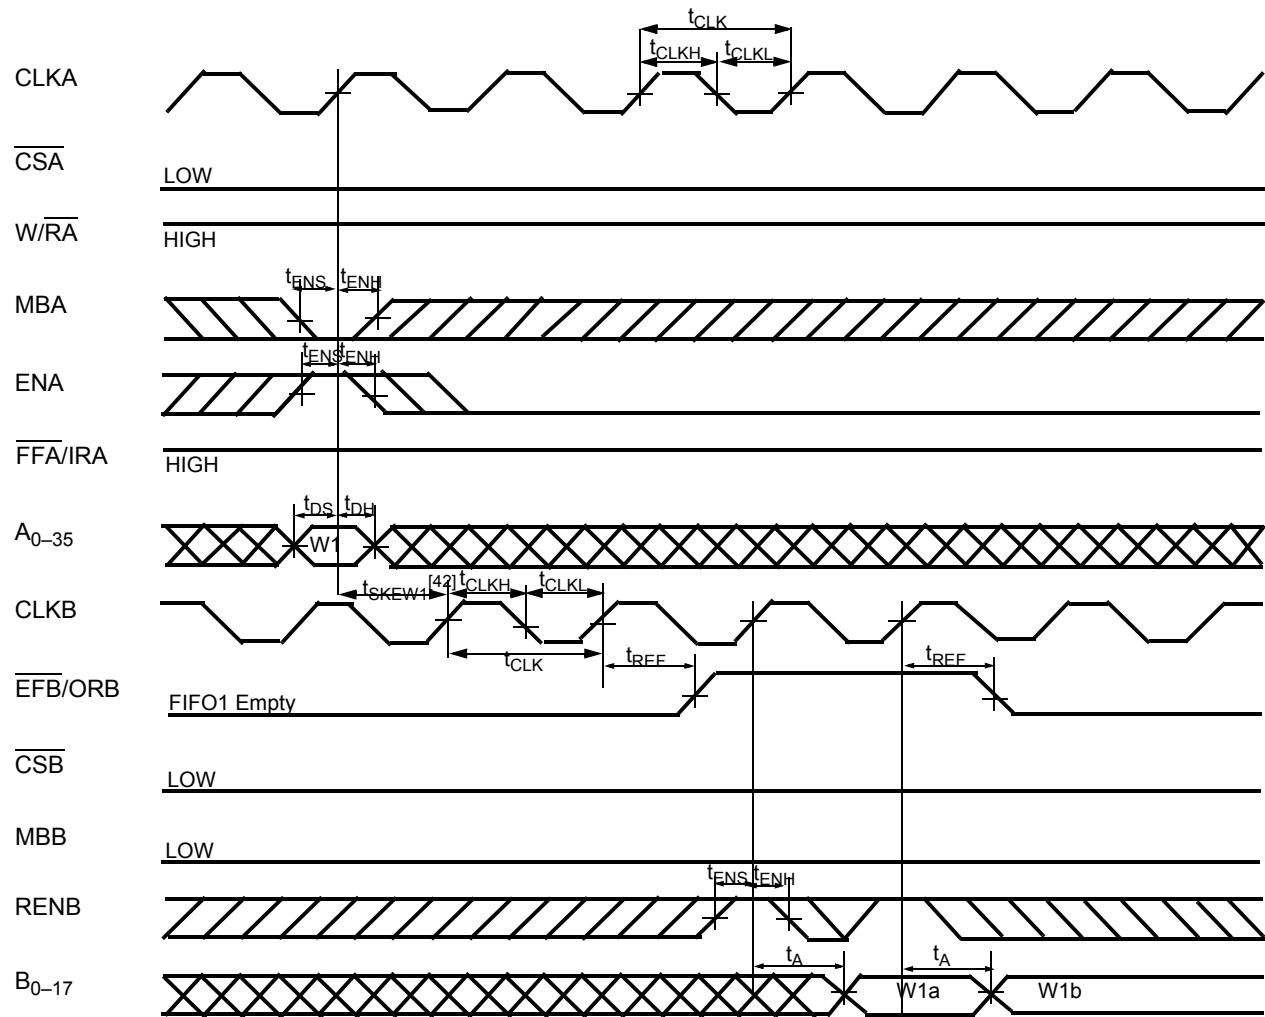 tCLK
tCLKH tCLKL
CLKA
CSA
LOW
W/RA
HIGH
tENS tENH
MBA
tENS tENH
ENA
FFA/IRA
HIGH
tDS tDH
A0–35
W1
tSKEW1[42] tCLKH tCLKL
CLKB
tCLK tREF tREF
EFB/ORB
FIFO1 Empty
CSB
LOW
MBB
LOW
tENS tENH
RENB
tA tA
B0–17
W1a W1b